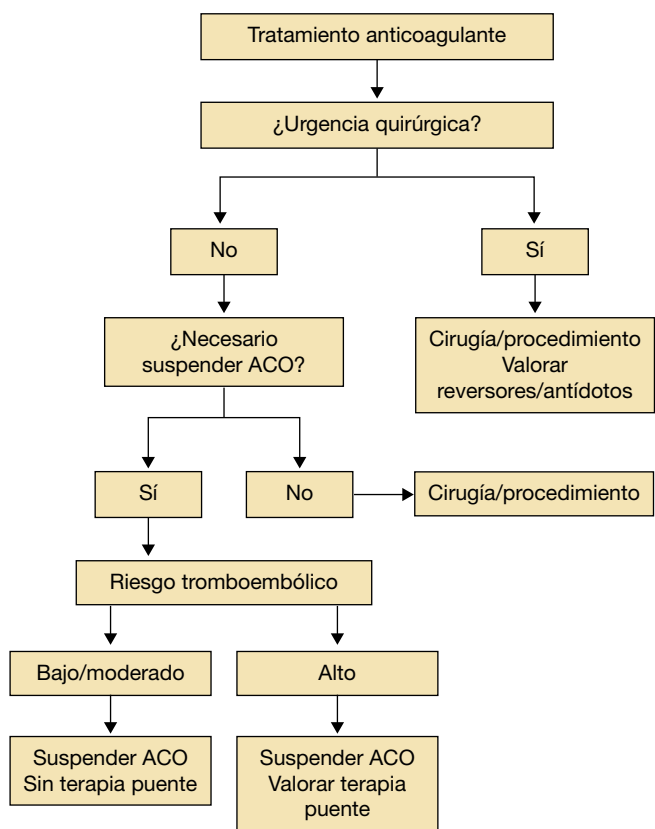 Tratamiento anticoagulante
¿Urgencia quirúrgica?
No
Sí
¿Necesario
suspender ACO?
Cirugía/procedimiento
Valorar
reversores/antídotos
Sí
No
Cirugía/procedimiento
Riesgo tromboembólico
Bajo/moderado
Alto
Suspender ACO
Sin terapia puente
Suspender ACO
Valorar terapia
puente